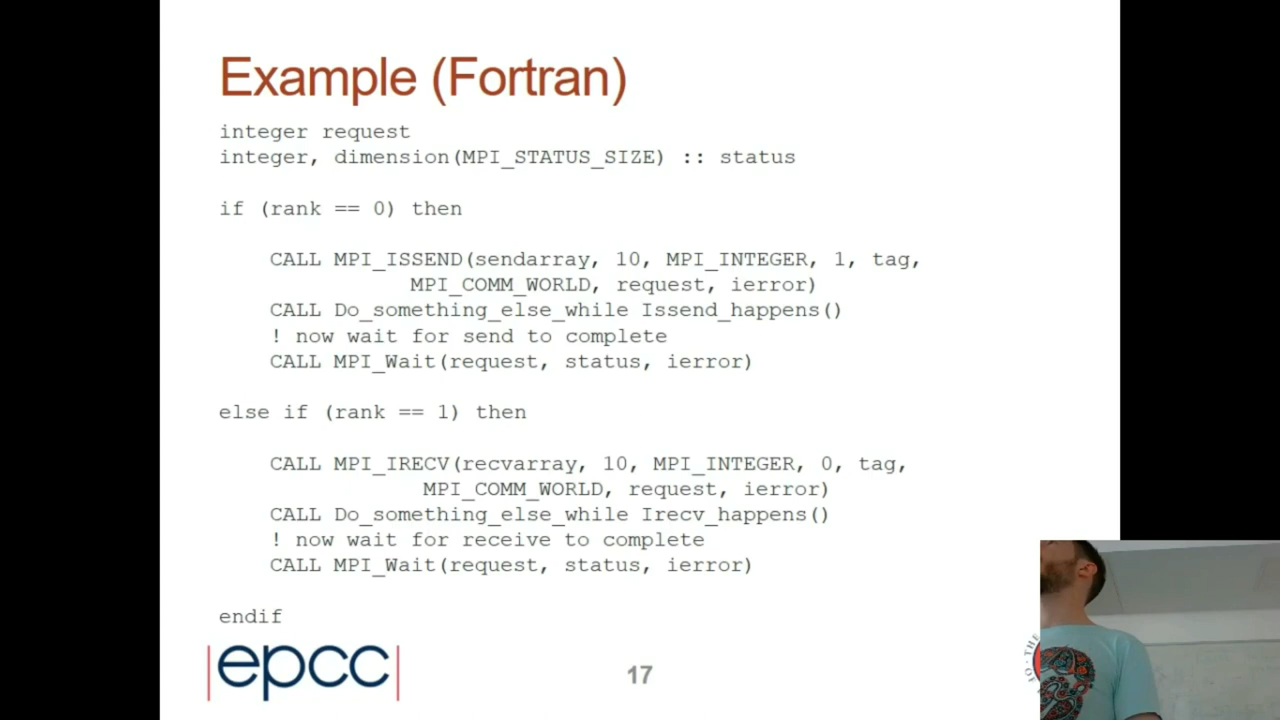 Example (Fortran)
integer request
integer, dimension(MPI_STATUS_SIZE) :: status
if (rank == 0) then
CALL MPI_ISSEND(sendarray, 10, MPI_INTEGER, 1, tag,
MPI_COMM_WORLD, request, ierror)
CALL Do_something_else_while Issend_happens()
! now wait for send to complete
CALL MPI_Wait(request, status, ierror)
else if (rank == 1) then
CALL MPI_IRECV(recvarray, 10, MPI_INTEGER, 0, tag,
MPI_COMM_WORLD, request, ierror)
CALL Do_something_else_while Irecv_happens()
! now wait for receive to complete
CALL MPI_Wait(request, status, ierror)
endif
epcc
17